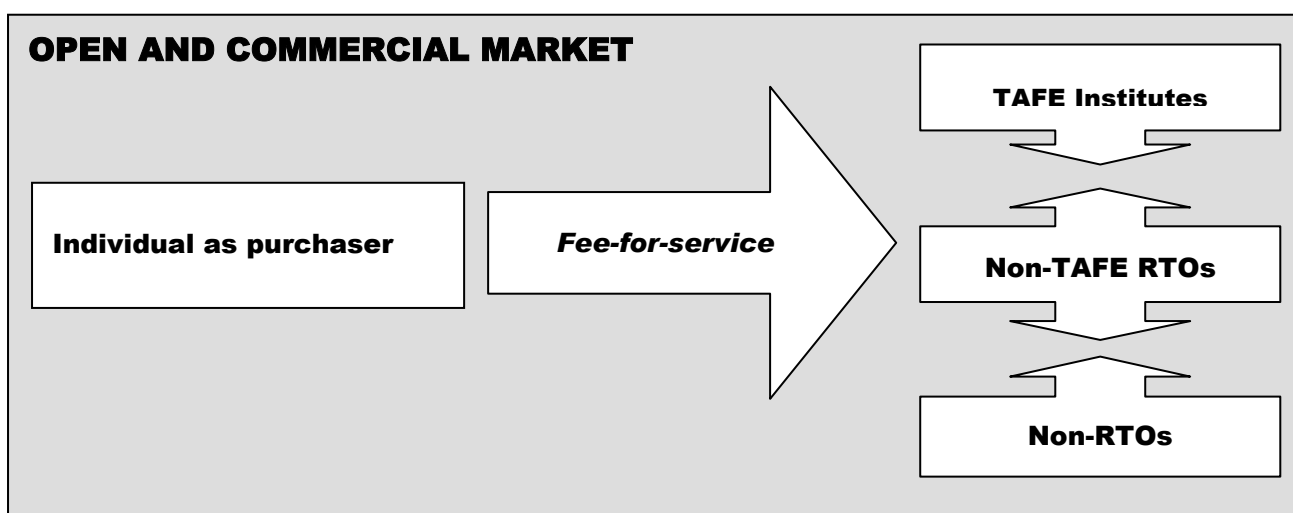 OPEN AND COMMERCIAL MARKET
TAFE Institutes
Individual as purchaser
Fee-for-service
Non-TAFE RTOs
Non-RTOs